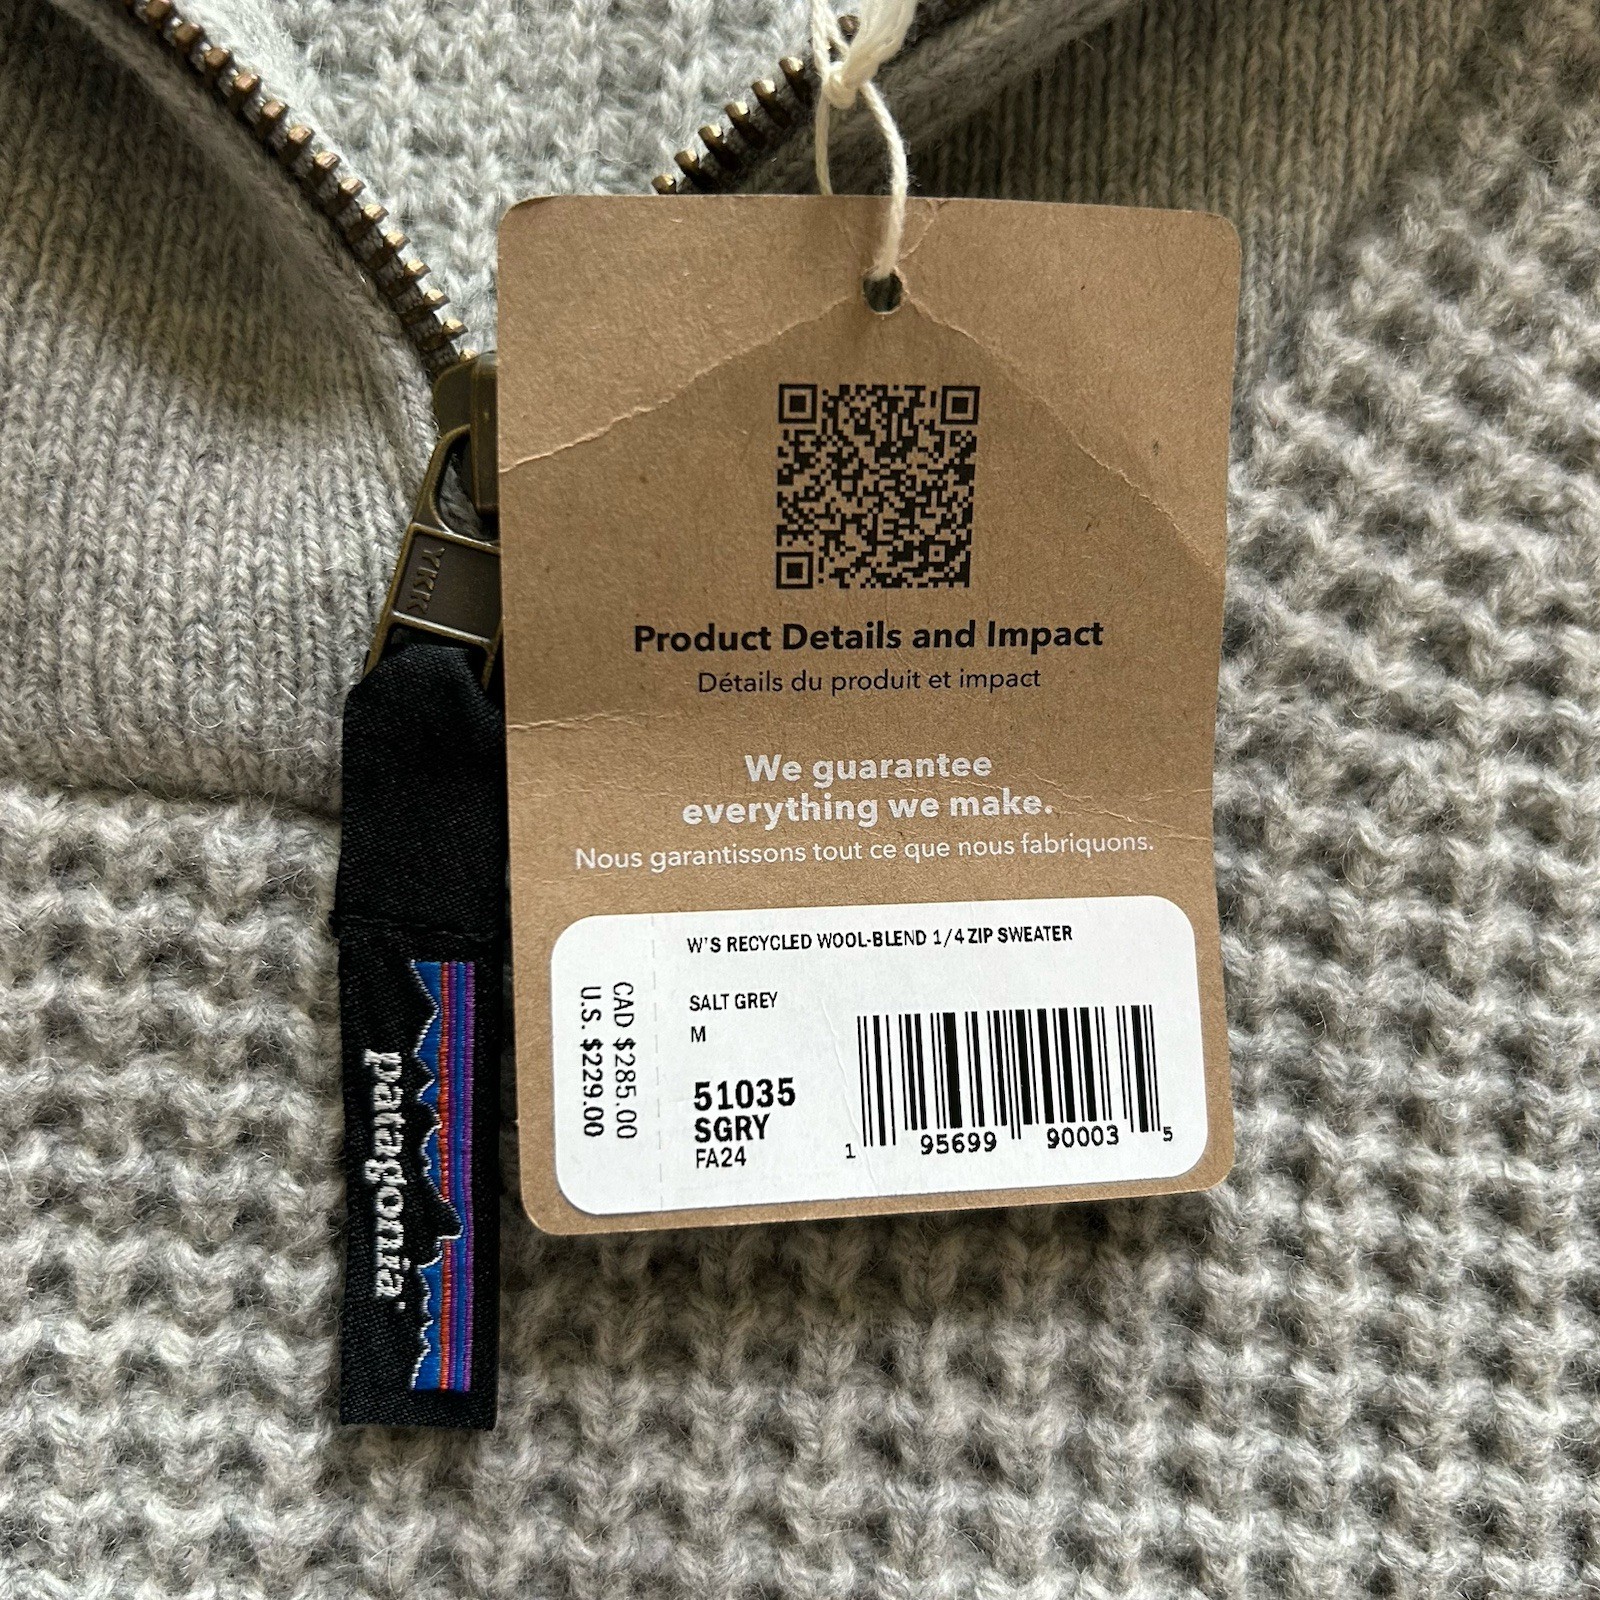 YKK
Product Details and Impact
Détails du produit et impact
We guarantee
everything we make.
Nous garantissons tout ce que nous fabriquons.
W'S RECYCLED WOOL-BLEND 1/4 ZIP SWEATER
SALT GREY
M
51035
SGRY
FA24
CAD $285.00
U.S. $229.00
1 95699 90003 5
patagonia